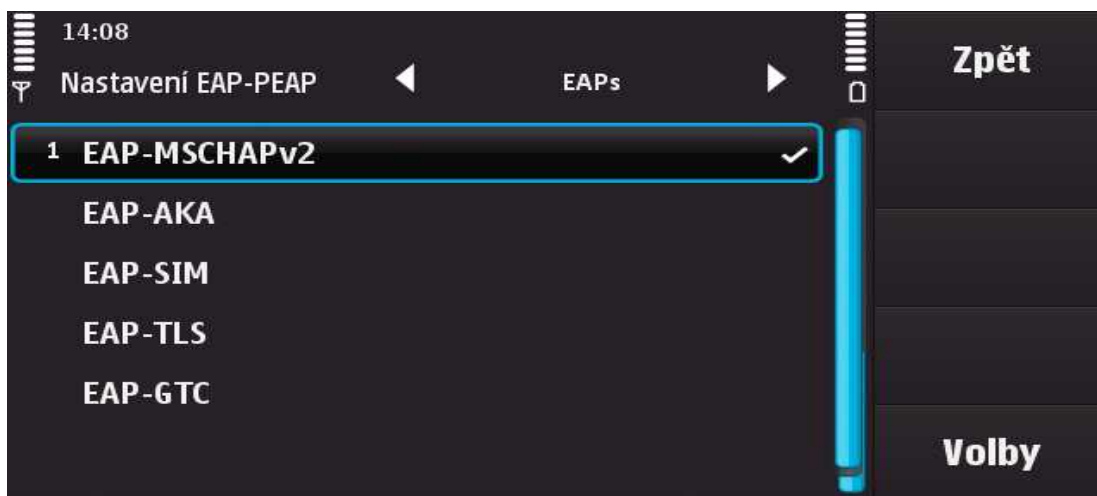 14:08
Nastavení EAP-PEAP
EAPs
Zpět
1 EAP-MSCHAPv2
EAP-AKA
EAP-SIM
EAP-TLS
EAP-GTC
Volby